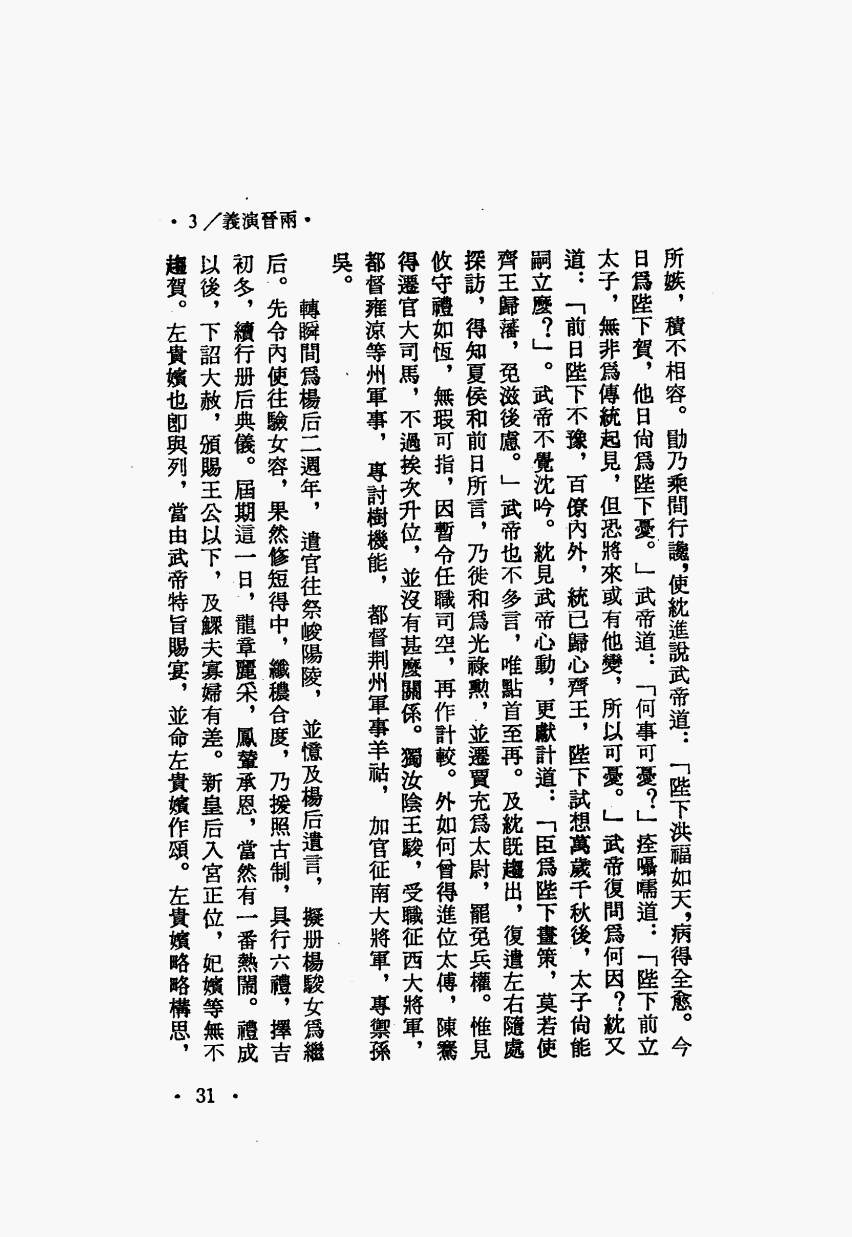 ・3／義演晉兩・
所嫉，積不相容。勖乃乘間行讒，使紞進說武帝道：「陛下洪福如天，病得全愈。今
日爲陛下賀，他日尙爲陛下憂。」武帝道：「何事可憂？」痊囁嚅道：「陛下前立
太子，無非爲傳統起見，但恐將來或有他變，所以可憂。」武帝復問爲何因？紞又
道：「前日陛下不豫，百僚內外，統已歸心齊王，陛下試想萬歲千秋後，太子尙能
嗣立麼？」。武帝不覺沈吟。紞見武帝心動，更獻計道：「臣爲陛下畫策，莫若使
齊王歸藩，免滋後慮。」武帝也不多言，唯點首至再。及紞旣趨出，復遣左右隨處
探訪，得知夏侯和前日所言，乃徙和爲光祿勳，並遷賈充爲太尉，罷免兵權。惟見
攸守禮如恆，無瑕可指，因暫令任職司空，再作計較。外如何曾得進位太傅，陳騫
得遷官大司馬，不過挨次升位，並沒有甚麼關係。獨汝陰王駿，受職征西大將軍，
都督雍涼等州軍事，專討樹機能，都督荆州軍事羊祜，加官征南大將軍，專禦孫
吳。
轉瞬間爲楊后二週年，遣官往祭峻陽陵，並憶及楊后遺言，擬册楊駿女爲繼
后。先令內使往驗女容，果然修短得中，纖穠合度，乃援照古制，具行六禮，擇吉
初冬，續行册后典儀。屆期這一日，龍章麗采，鳳輦承恩，當然有一番熱鬧。禮成
以後，下詔大赦，頒賜王公以下，及鰥夫寡婦有差。新皇后入宮正位，妃嬪等無不
趨賀。左貴嬪也卽與列，當由武帝特旨賜宴，並命左貴嬪作頌。左貴嬪略略構思，
・31・